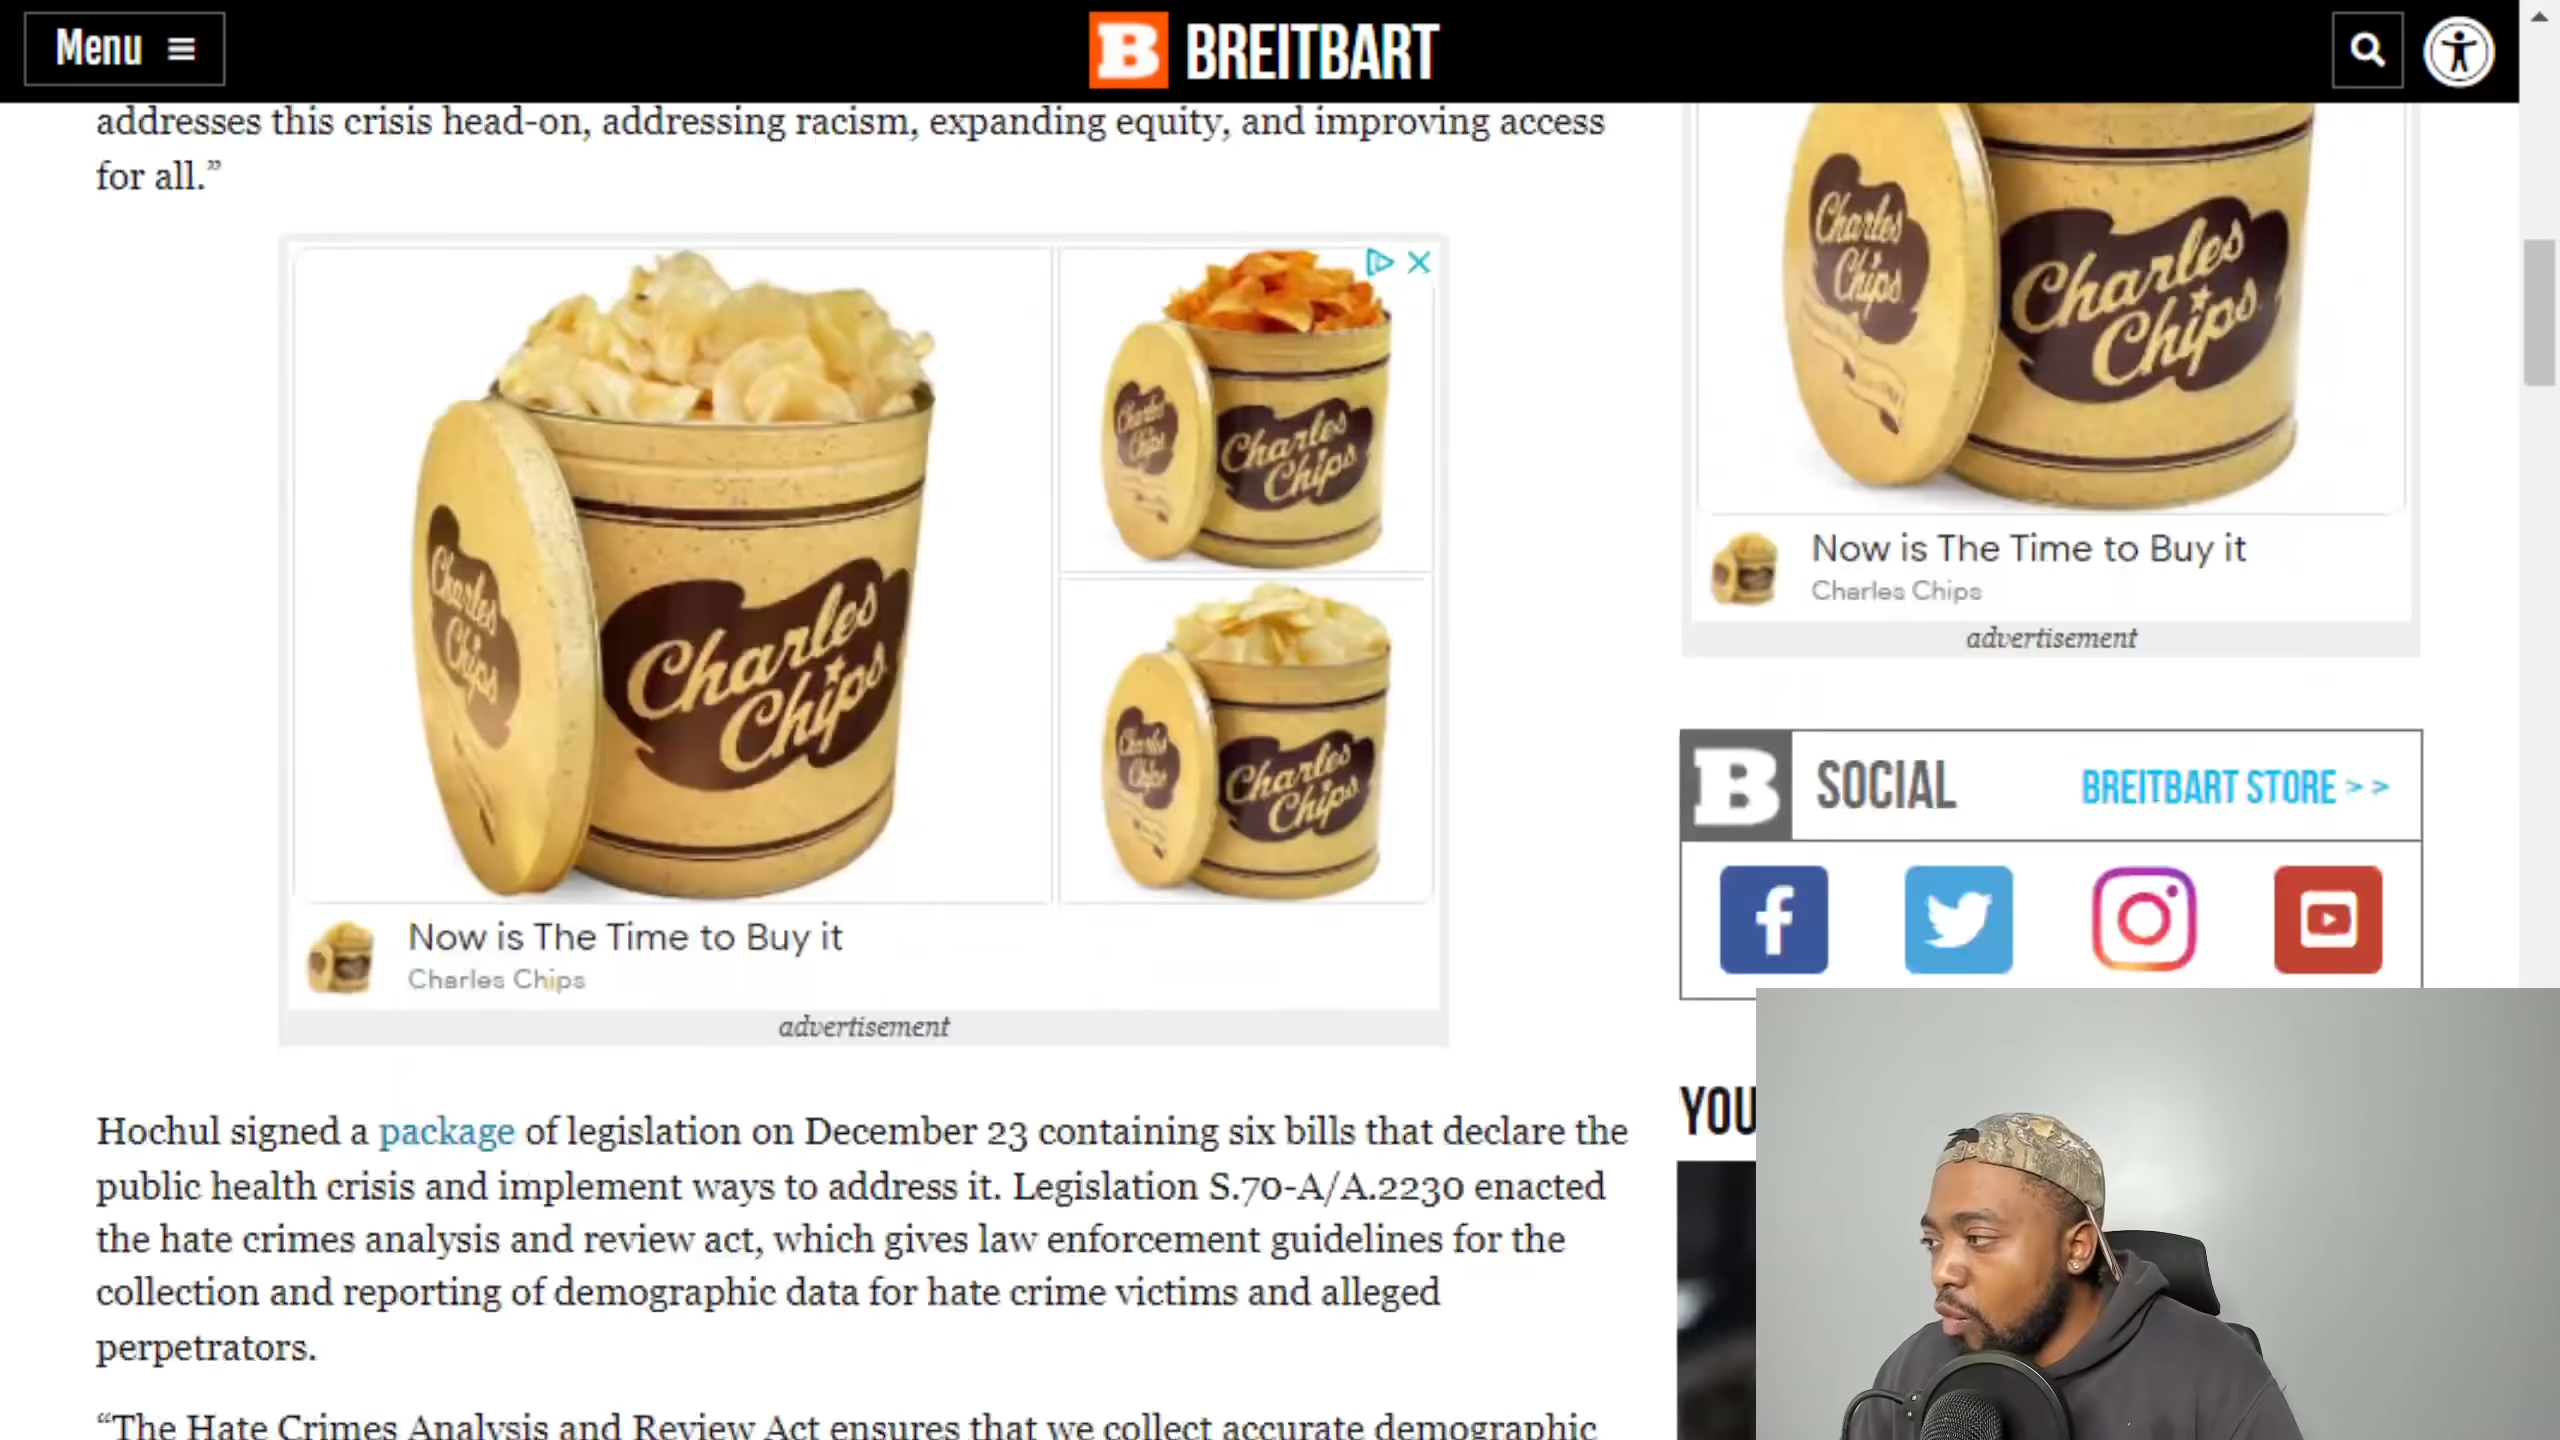 Menu
B BREITBART
addresses this crisis head-on, addressing racism, expanding equity, and improving access
for all.”
Charles
Chips
Charles
Chips
Charles
Chips
Charles
Chips
Charles
Chips
Charles
Chips
Now is The Time to Buy it
Charles Chips
advertisement
Charles
Chips
Charles
Chips
Now is The Time to Buy it
Charles Chips
advertisement
B SOCIAL BREITBART STORE > >
YOU
Hochul signed a package of legislation on December 23 containing six bills that declare the
public health crisis and implement ways to address it. Legislation S.70-A/A.2230 enacted
the hate crimes analysis and review act, which gives law enforcement guidelines for the
collection and reporting of demographic data for hate crime victims and alleged
perpetrators.
“The Hate Crimes Analysis and Review Act ensures that we collect accurate demographic